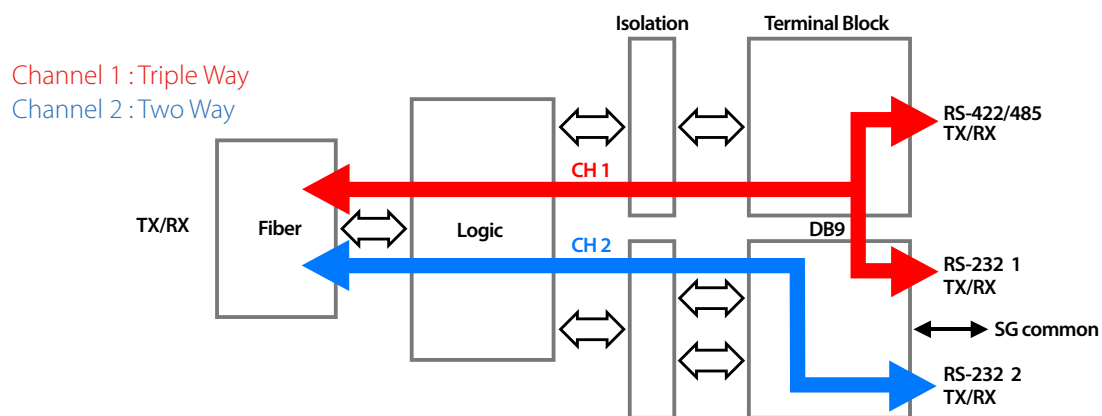 Isolation
Terminal Block
Channel 1 : Triple Way
Channel 2 : Two Way
RS-422/485
TX/RX
CH 1
TX/RX
Fiber
Logic
DB9
CH 2
RS-232 1
TX/RX
SG common
RS-232 2
TX/RX